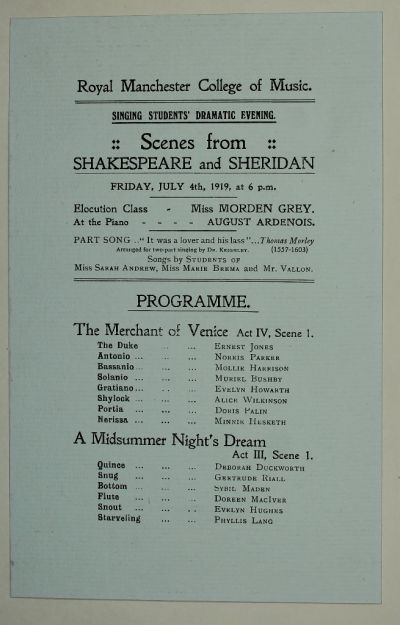 Royal Manchester College of Music.
SINGING STUDENTS' DRAMATIC EVENING.
:: Scenes from ::
SHAKESPEARE and SHERIDAN
FRIDAY, JULY 4th, 1919, at 6 p.m.
Elocution Class - Miss MORDEN GREY.
At the Piano - - - - AUGUST ARDENOIS.
PART SONG .." It was a lover and his lass "...Thomas Morley
Arranged for two-part singing by Dr. Keighley. (1557-1603)
Songs by Students of
Miss Sarah Andrew, Miss Marie Brema and Mr. Vallon.
PROGRAMME.
The Merchant of Venice Act IV, Scene 1.
The Duke ... ... Ernest Jones
Antonio ... ... ... Norris Parker
Bassanio ... ... ... Mollie Harrison
Solanio ... ... ... Muriel Bushby
Gratiano ... ... ... Evelyn Howarth
Shylock ... ... ... Alice Wilkinson
Portia ... ... ... Doris Palin
Nerissa ... ... ... Minnie Hesketh
A Midsummer Night's Dream
Act III, Scene 1.
Quince ... ... ... Deborah Duckworth
Snug ... ... ... Gertrude Riall
Bottom ... ... ... Sybil Maden
Flute ... ... ... Doreen MacIver
Snout ... ... ... Evelyn Hughes
Starveling ... ... Phyllis Lang